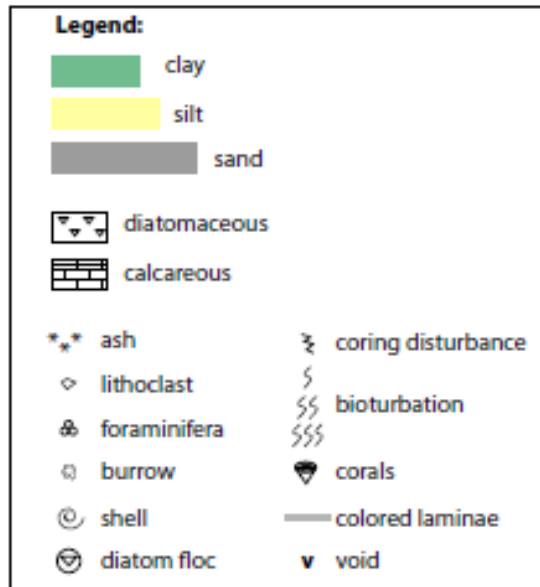 Legend:
clay
silt
sand
diatomaceous
calcareous
ash
coring disturbance
lithoclast
bioturbation
foraminifera
burrow
corals
shell
colored laminae
diatom floc
v void